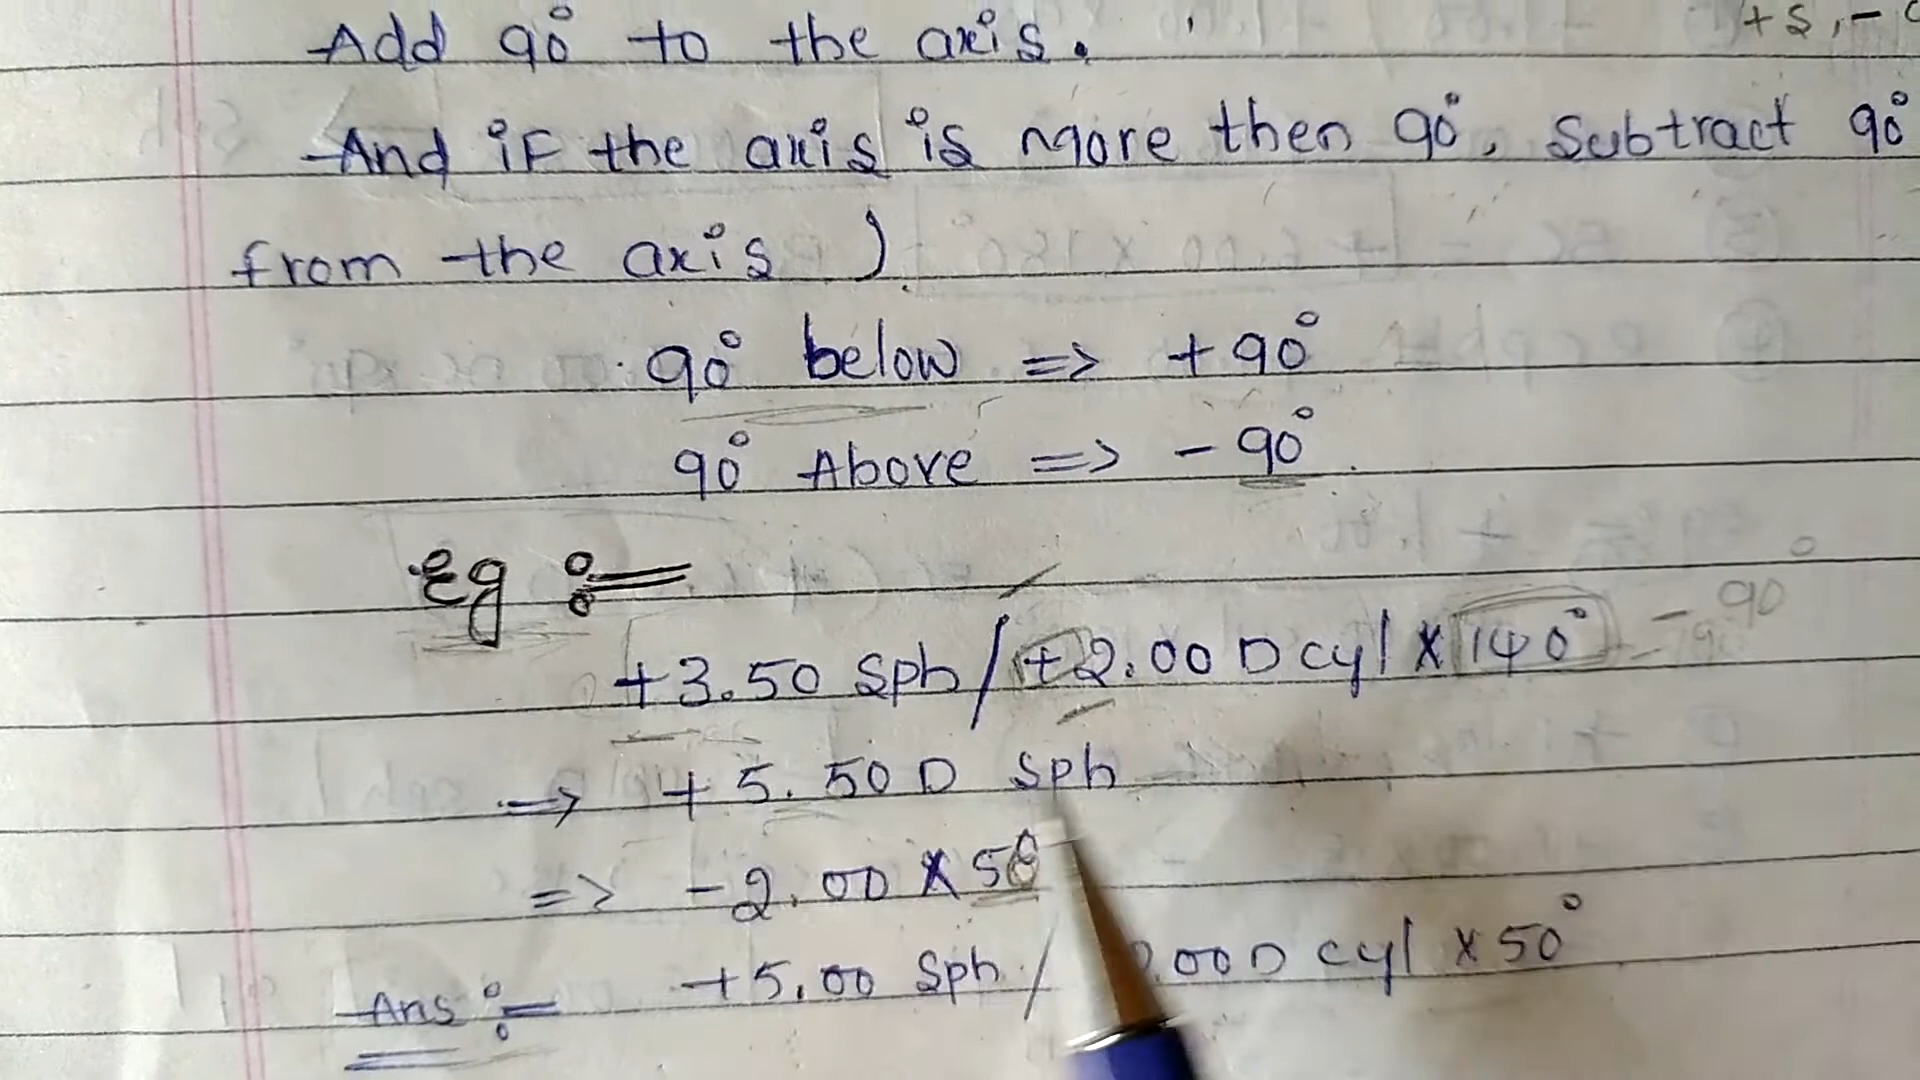 Add 90° to the axis. +S, -
And iF the axis is more then 90°, Subtract 90°
from the axis )
90° below => +90°
90° Above => -90°
Eg :=
+3.50 Sph / +2.00 D cyl × 140° - 90°
=> +5.50 D Sph
=> -2.00 × 50
Ans :- +5.00 Sph / .00 D cyl × 50°